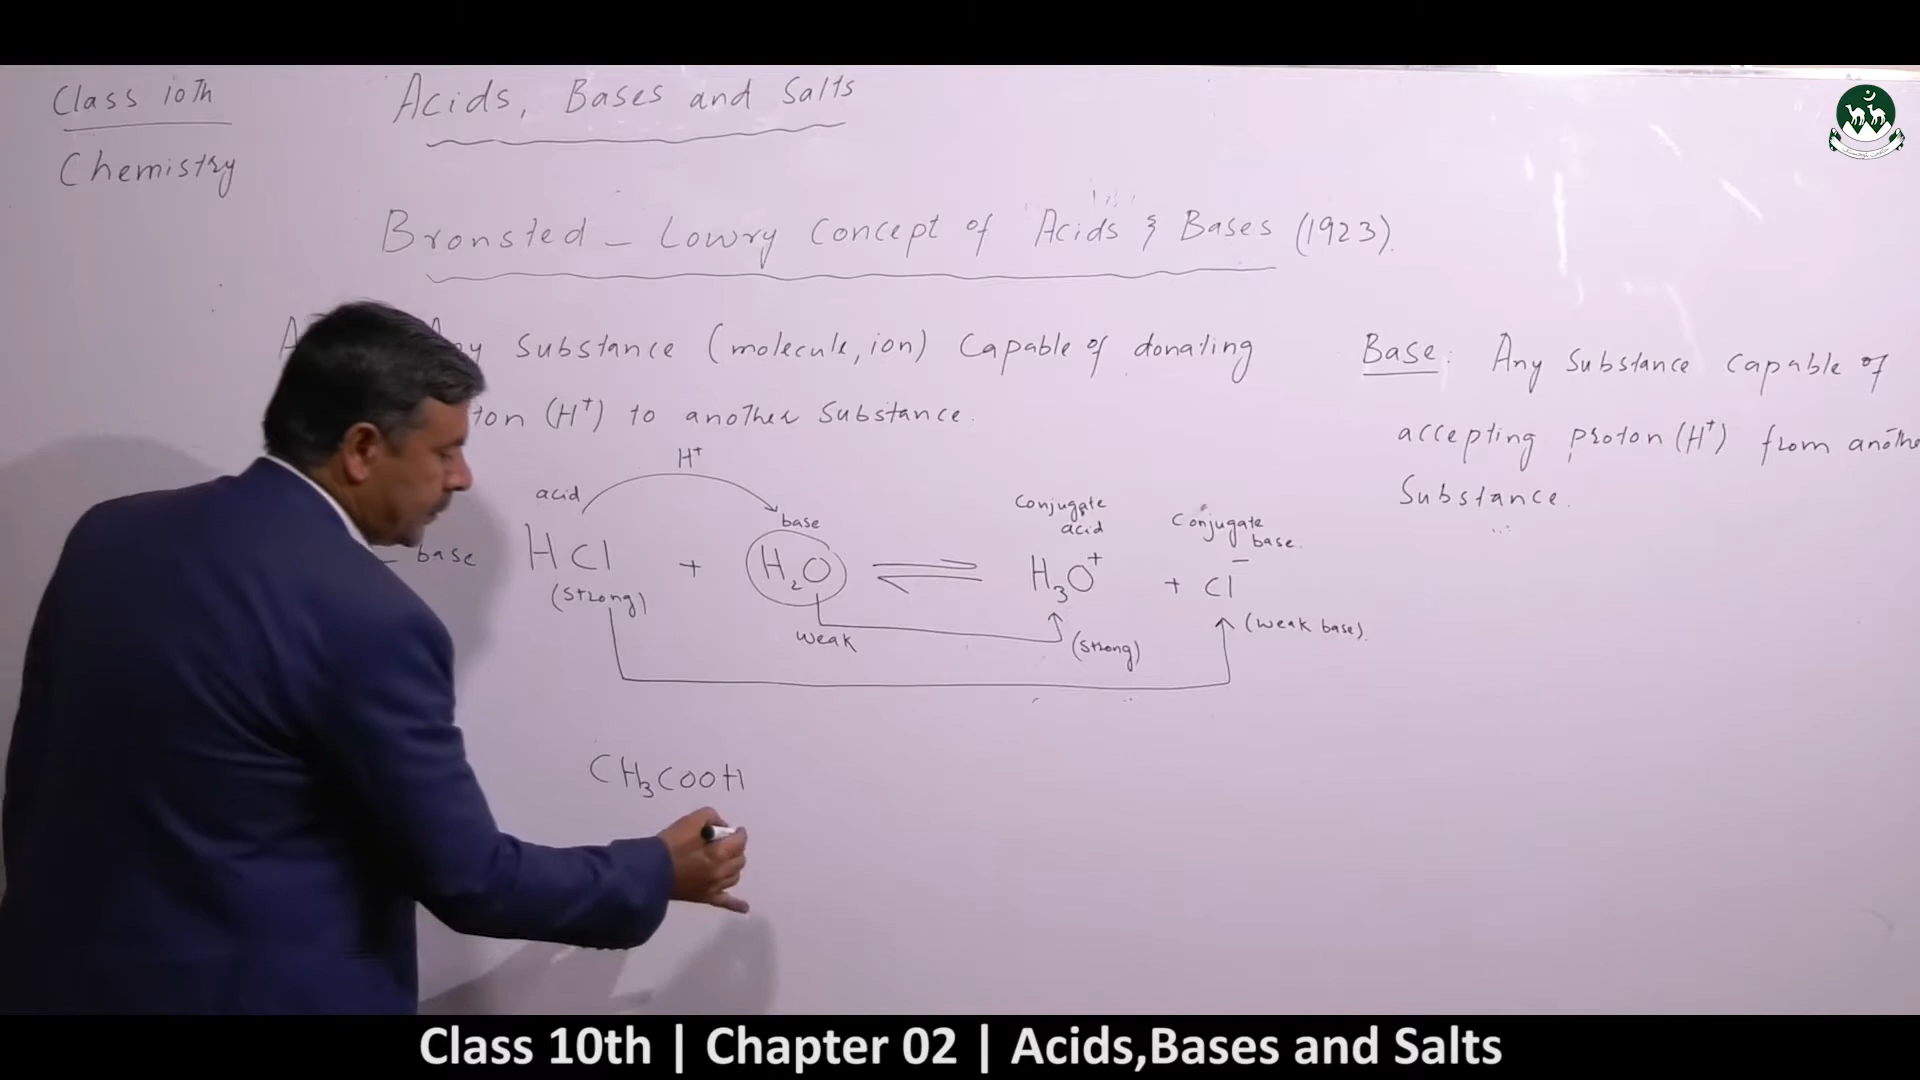 Class 10Th
Chemistry
Acids, Bases and Salts
Bronsted - Lowry Concept of Acids & Bases (1923).
Substance (molecule, ion) Capable of donating
(H⁺) to another Substance.
Base: Any Substance capable of
accepting proton (H⁺) from
Substance.
H⁺
acid
base
Conjugate
acid
Conjugate
base.
base HCl + H₂O ⇌ H₃O⁺ + Cl⁻
(Strong)
weak
(Strong)
(weak base).
CH₃COOH
Class 10th | Chapter 02 | Acids,Bases and Salts